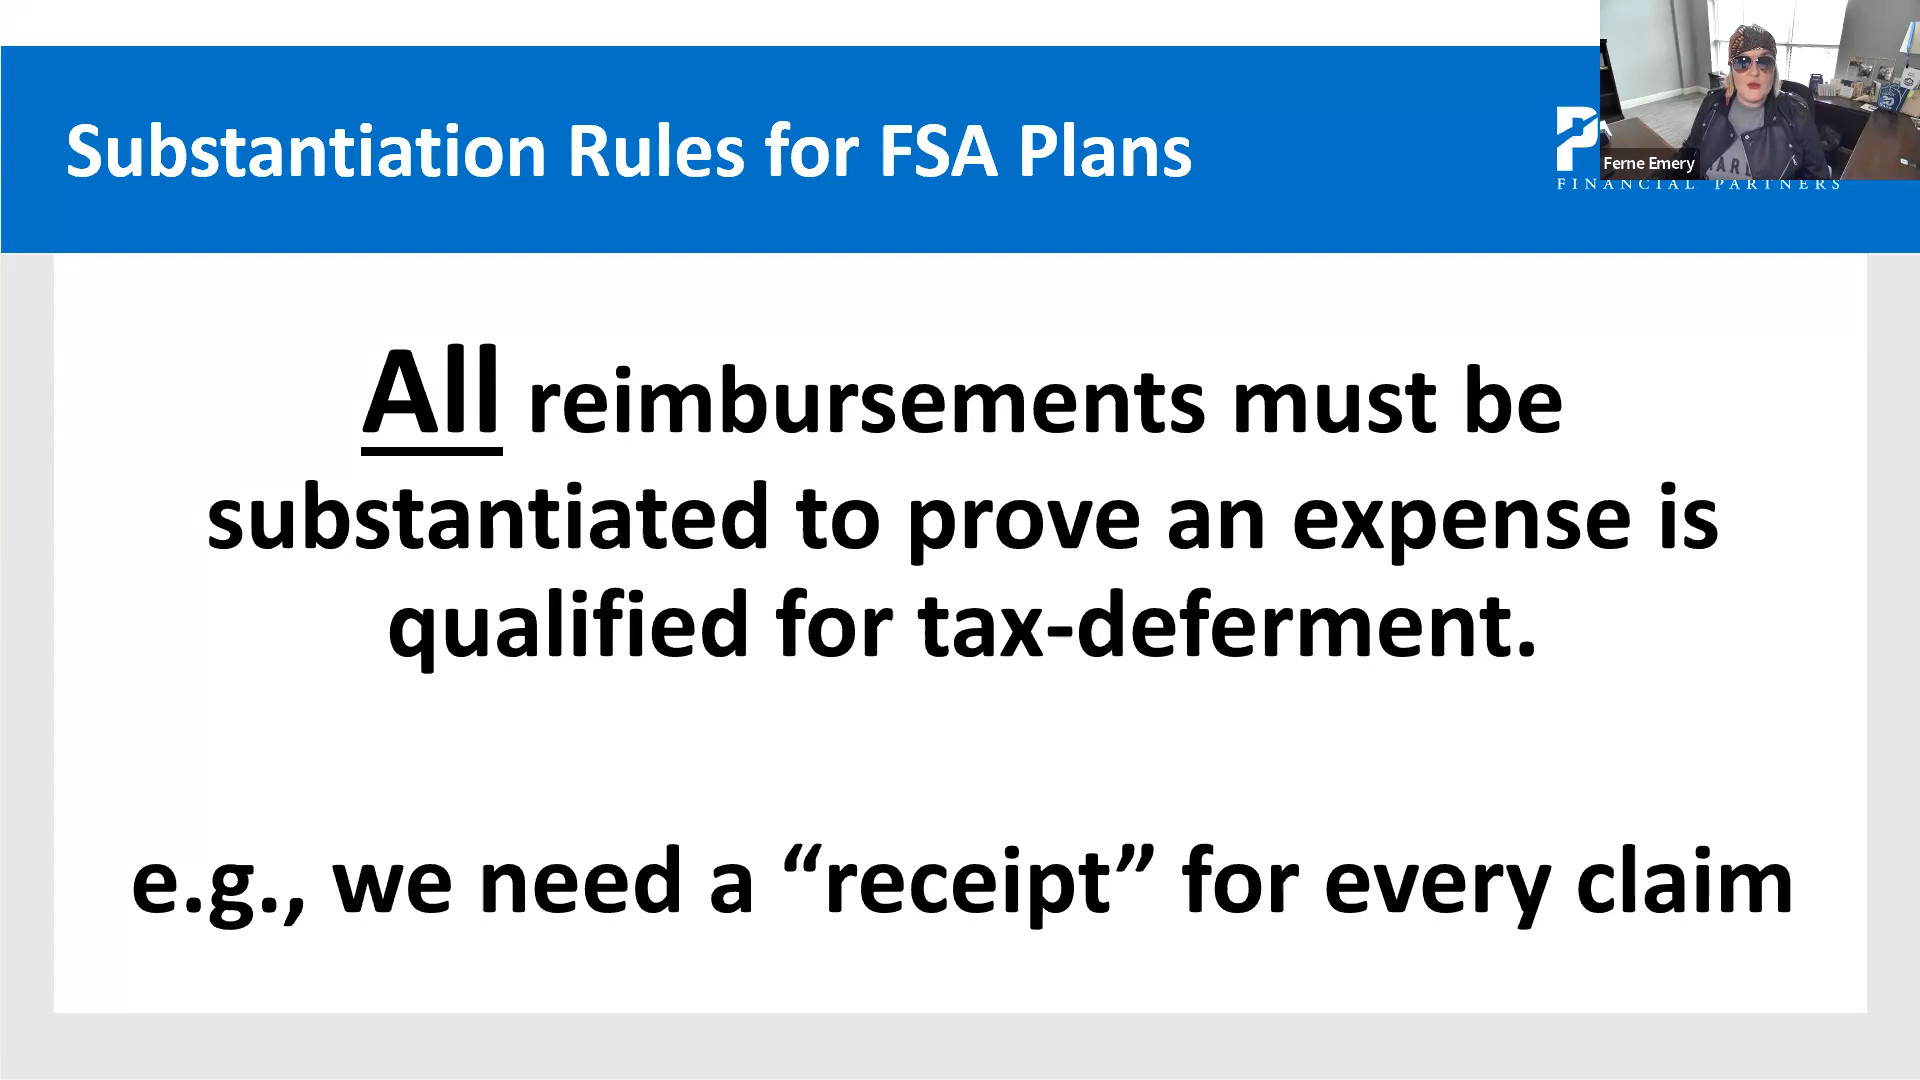 Substantiation Rules for FSA Plans
FINANCIAL PARTNERS
Ferne Emery
All reimbursements must be
substantiated to prove an expense is
qualified for tax-deferment.
e.g., we need a “receipt” for every claim